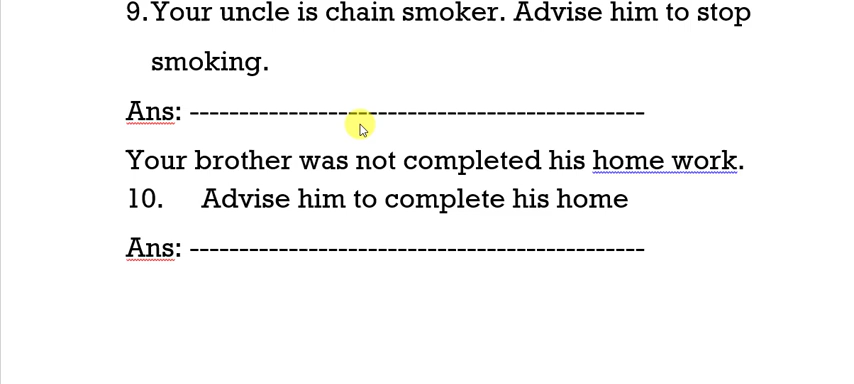 9. Your uncle is chain smoker. Advise him to stop
smoking.
Ans: ----------------------------------------------
Your brother was not completed his home work.
10. Advise him to complete his home
Ans: ----------------------------------------------